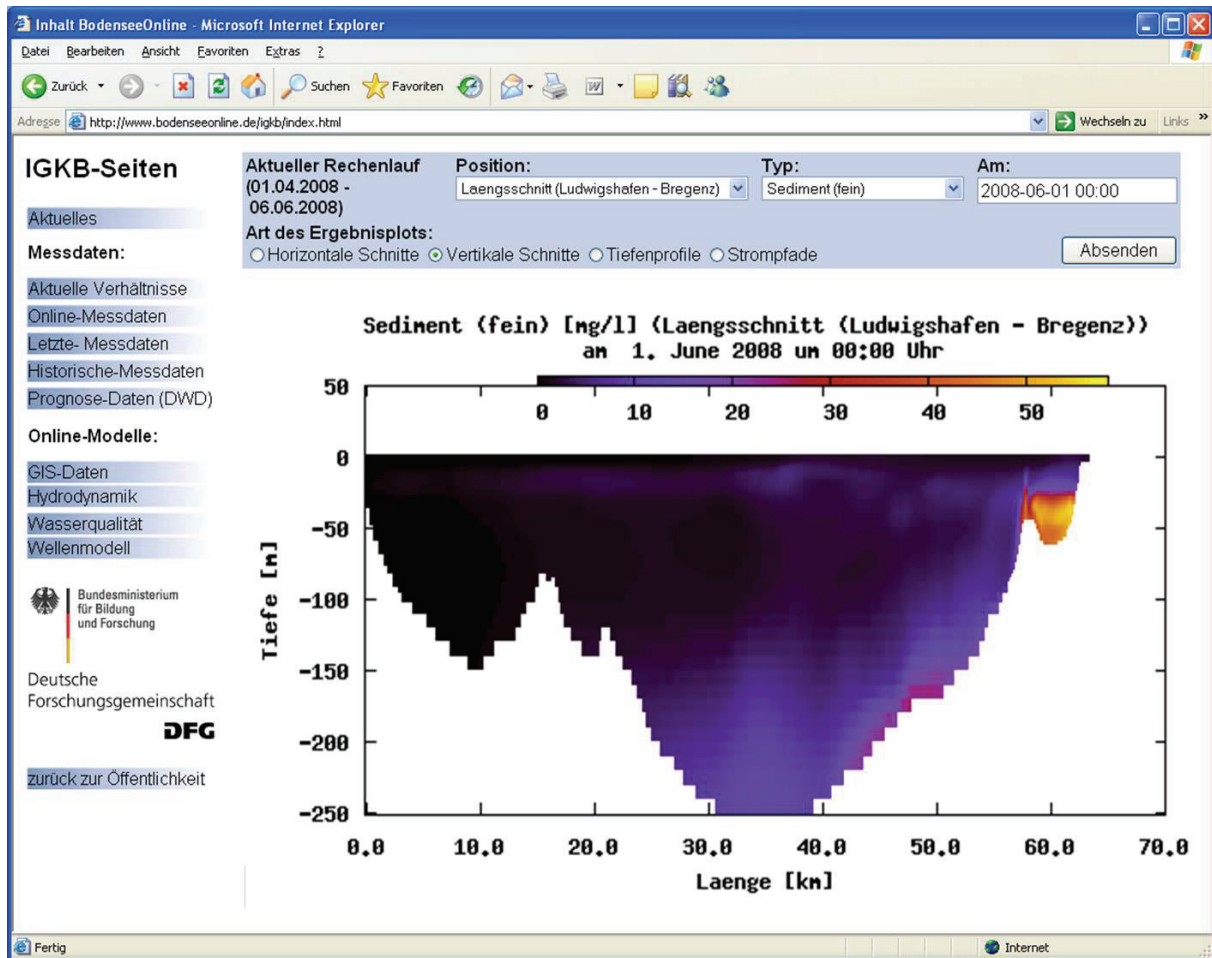 Inhalt BodenseeOnline - Microsoft Internet Explorer
Datei Bearbeiten Ansicht Favoriten Extras ?
Zurück Suchen Favoriten
Adresse http://www.bodenseeonline.de/igkb/index.html Wechseln zu Links »
IGKB-Seiten
Aktuelles
Messdaten:
Aktuelle Verhältnisse
Online-Messdaten
Letzte- Messdaten
Historische-Messdaten
Prognose-Daten (DWD)
Online-Modelle:
GIS-Daten
Hydrodynamik
Wasserqualität
Wellenmodell
Bundesministerium
für Bildung
und Forschung
Deutsche
Forschungsgemeinschaft
DFG
zurück zur Öffentlichkeit
Aktueller Rechenlauf
(01.04.2008 -
06.06.2008)
Position:
Laengsschnitt (Ludwigshafen - Bregenz)
Typ:
Sediment (fein)
Am:
2008-06-01 00:00
Art des Ergebnisplots:
Horizontale Schnitte Vertikale Schnitte Tiefenprofile Strompfade
Absenden
Sediment (fein) [mg/l] (Laengsschnitt (Ludwigshafen - Bregenz))
am 1. June 2008 um 00:00 Uhr
0 10 20 30 40 50
50
0
-50
-100
-150
-200
-250
Tiefe [m]
0.0 10.0 20.0 30.0 40.0 50.0 60.0 70.0
Laenge [km]
Fertig
Internet